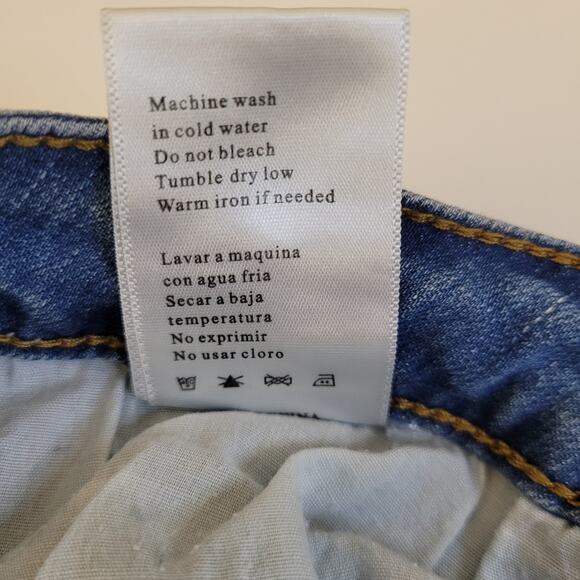 Machine wash
in cold water
Do not bleach
Tumble dry low
Warm iron if needed
Lavar a maquina
con agua fria
Secar a baja
temperatura
No exprimir
No usar cloro